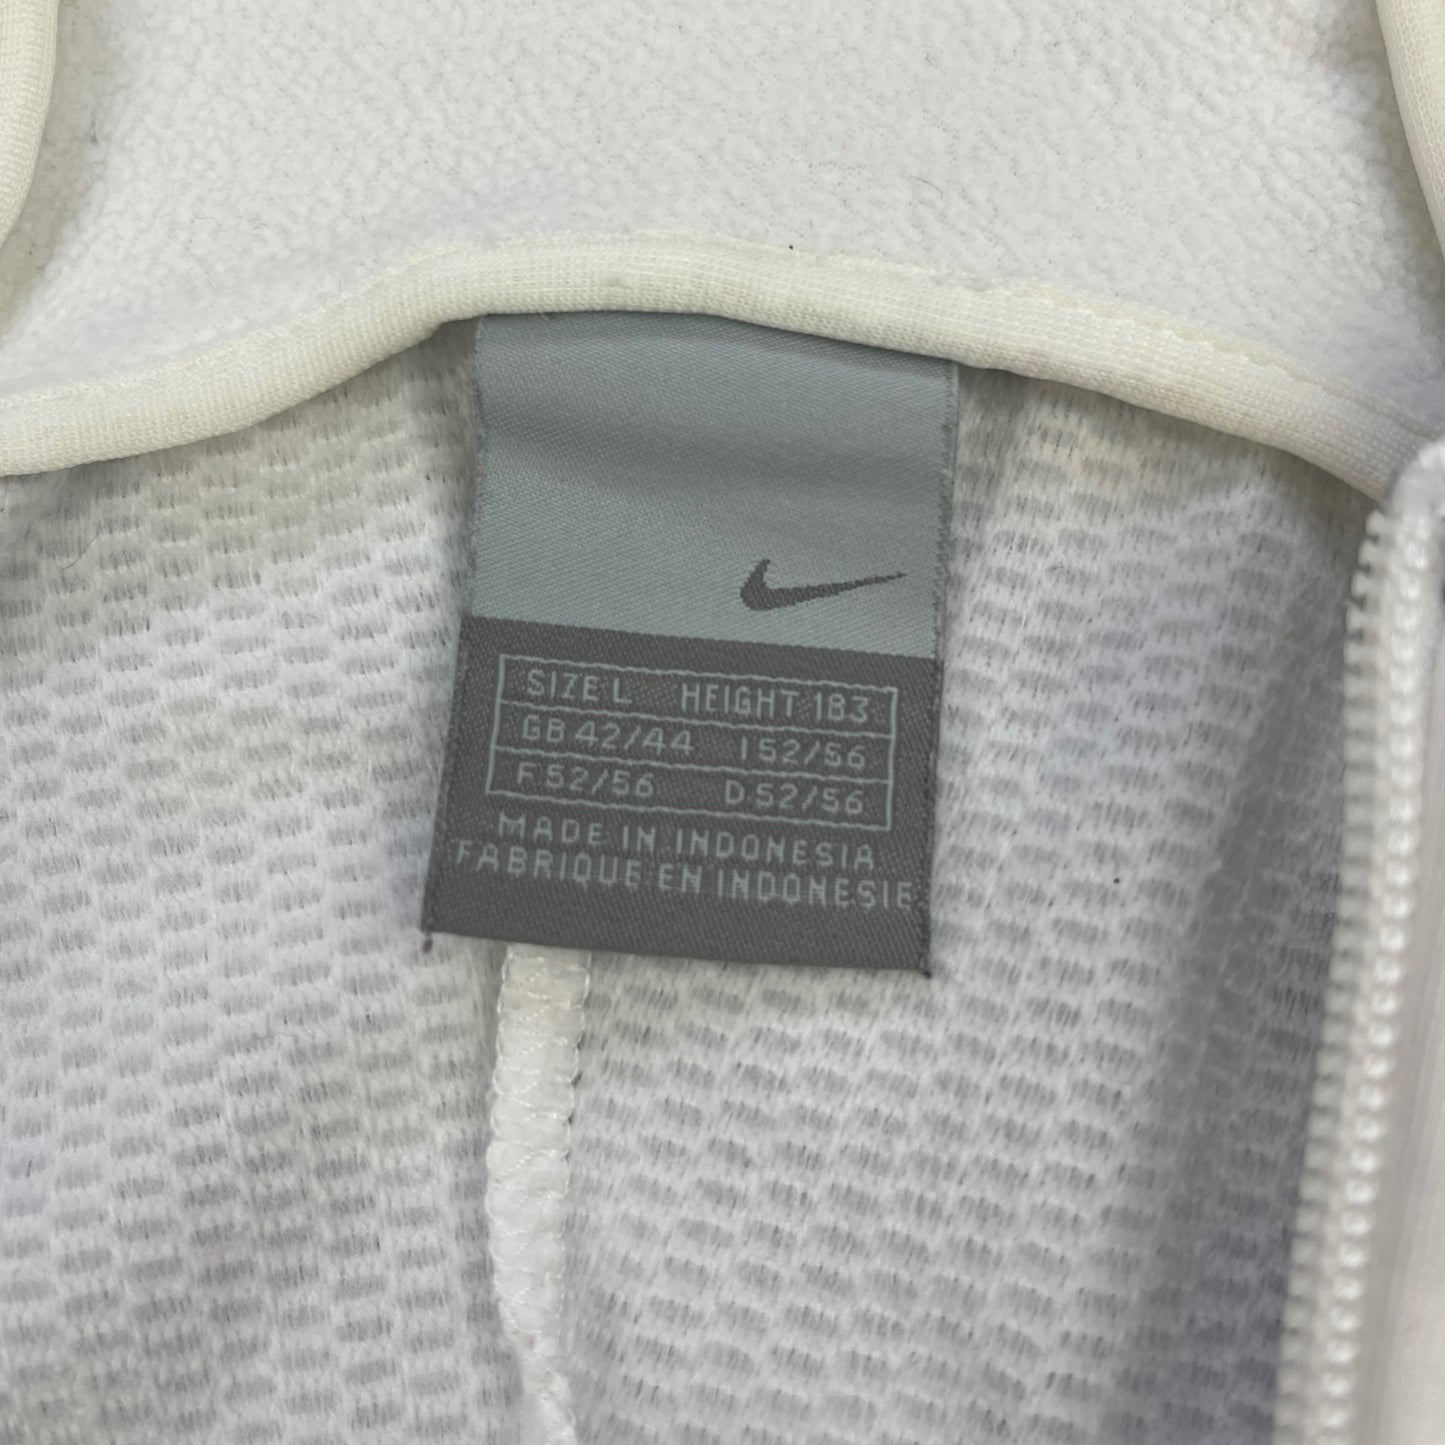 SIZE L HEIGHT 183
GB 42/44 I 52/56
F 52/56 D 52/56
MADE IN INDONESIA
FABRIQUE EN INDONESIE